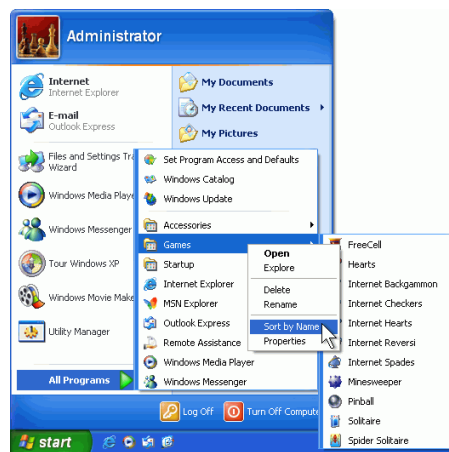 Administrator
Internet
Internet Explorer
E-mail
Outlook Express
Files and Settings Tra
Wizard
Windows Media Playe
Windows Messenger
Tour Windows XP
Windows Movie Make
Utility Manager
All Programs
My Documents
My Recent Documents
My Pictures
Set Program Access and Defaults
Windows Catalog
Windows Update
Accessories
Games
Startup
Internet Explorer
MSN Explorer
Outlook Express
Remote Assistance
Windows Media Player
Windows Messenger
Open
Explore
Delete
Rename
Sort by Name
Properties
FreeCell
Hearts
Internet Backgammon
Internet Checkers
Internet Hearts
Internet Reversi
Internet Spades
Minesweeper
Pinball
Solitaire
Spider Solitaire
Log Off
Turn Off Compute
start